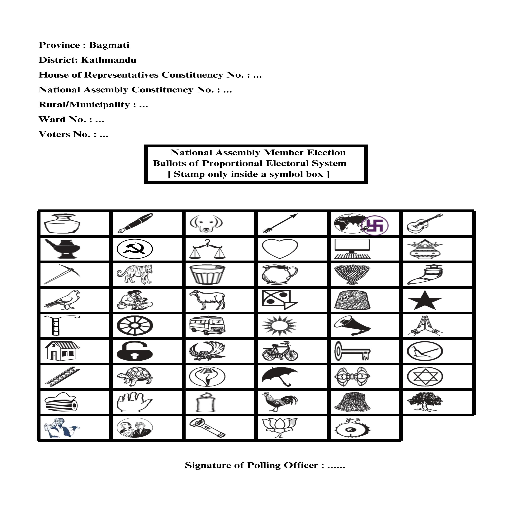 Province : Bagmati
District: Kathmandu
House of Representatives Constituency No. : ...
National Assembly Constituency No. : ...
Rural/Municipality : ...
Ward No. : ...
Voters No. : ...
National Assembly Member Election
Ballots of Proportional Electoral System
[ Stamp only inside a symbol box ]
Signature of Polling Officer : ......